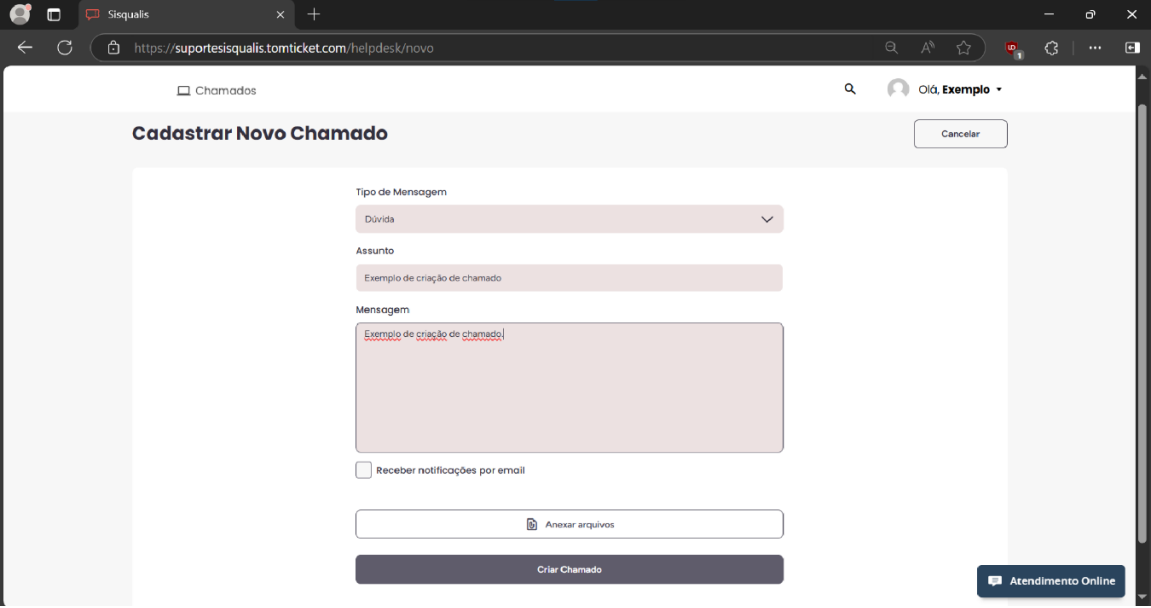 Sisqualis
https://suportesisqualis.tomticket.com/helpdesk/novo
1
Chamados
Olá, Exemplo
Cadastrar Novo Chamado
Cancelar
Tipo de Mensagem
Dúvida
Assunto
Exemplo de criação de chamado
Mensagem
Exemplo de criação de chamado.
Receber notificações por email
Anexar arquivos
Criar Chamado
Atendimento Online